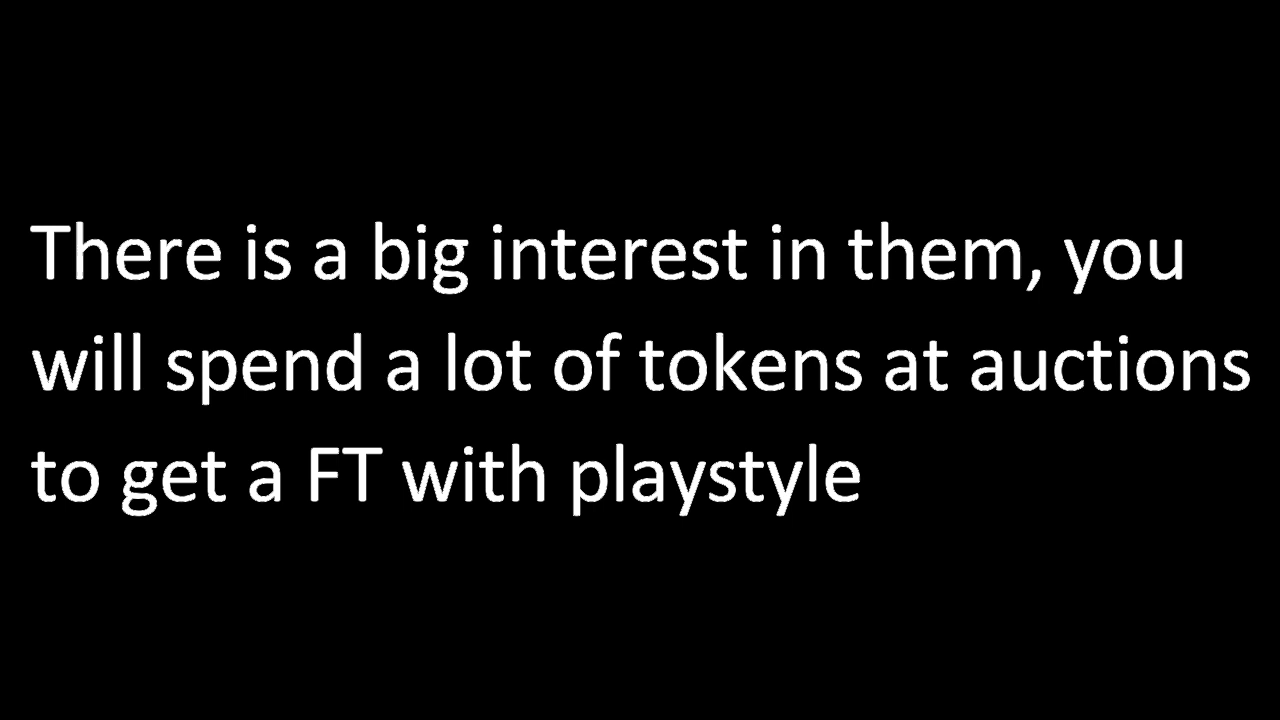 There is a big interest in them, you
will spend a lot of tokens at auctions
to get a FT with playstyle